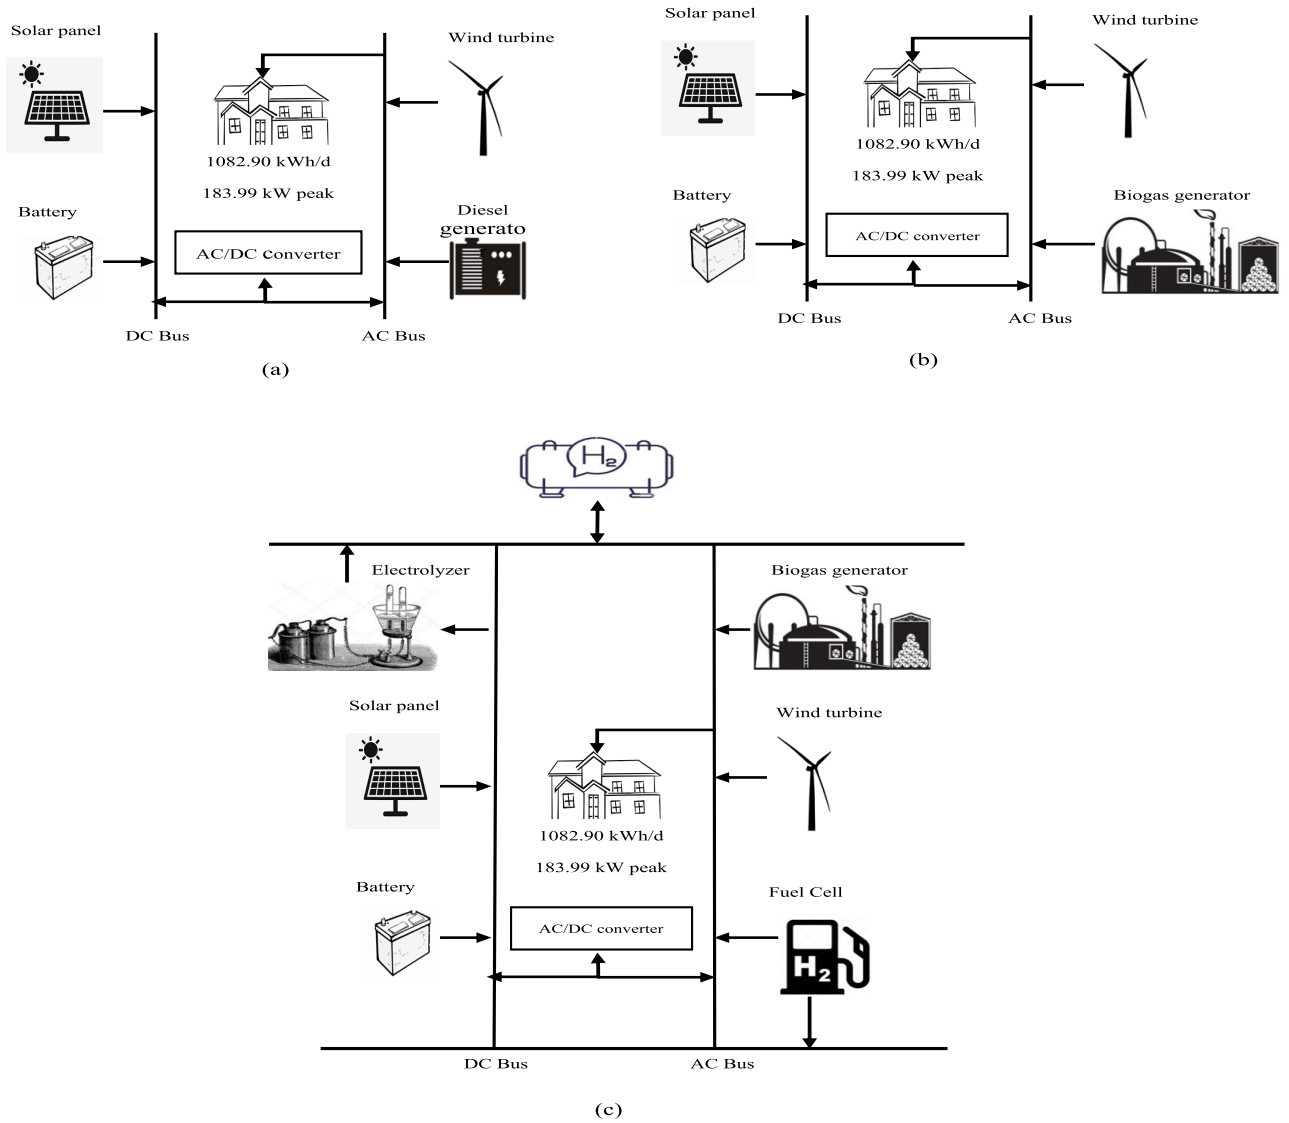 Solar panel
Wind turbine
1082.90 kWh/d
183.99 kW peak
Battery
Diesel
generato
AC/DC converter
DC Bus
AC Bus
(a)
Solar panel
Wind turbine
1082.90 kWh/d
183.99 kW peak
Battery
Biogas generator
AC/DC converter
DC Bus
AC Bus
(b)
H2
Electrolyzer
Biogas generator
Solar panel
Wind turbine
1082.90 kWh/d
183.99 kW peak
Battery
Fuel Cell
AC/DC converter
H2
DC Bus
AC Bus
(c)